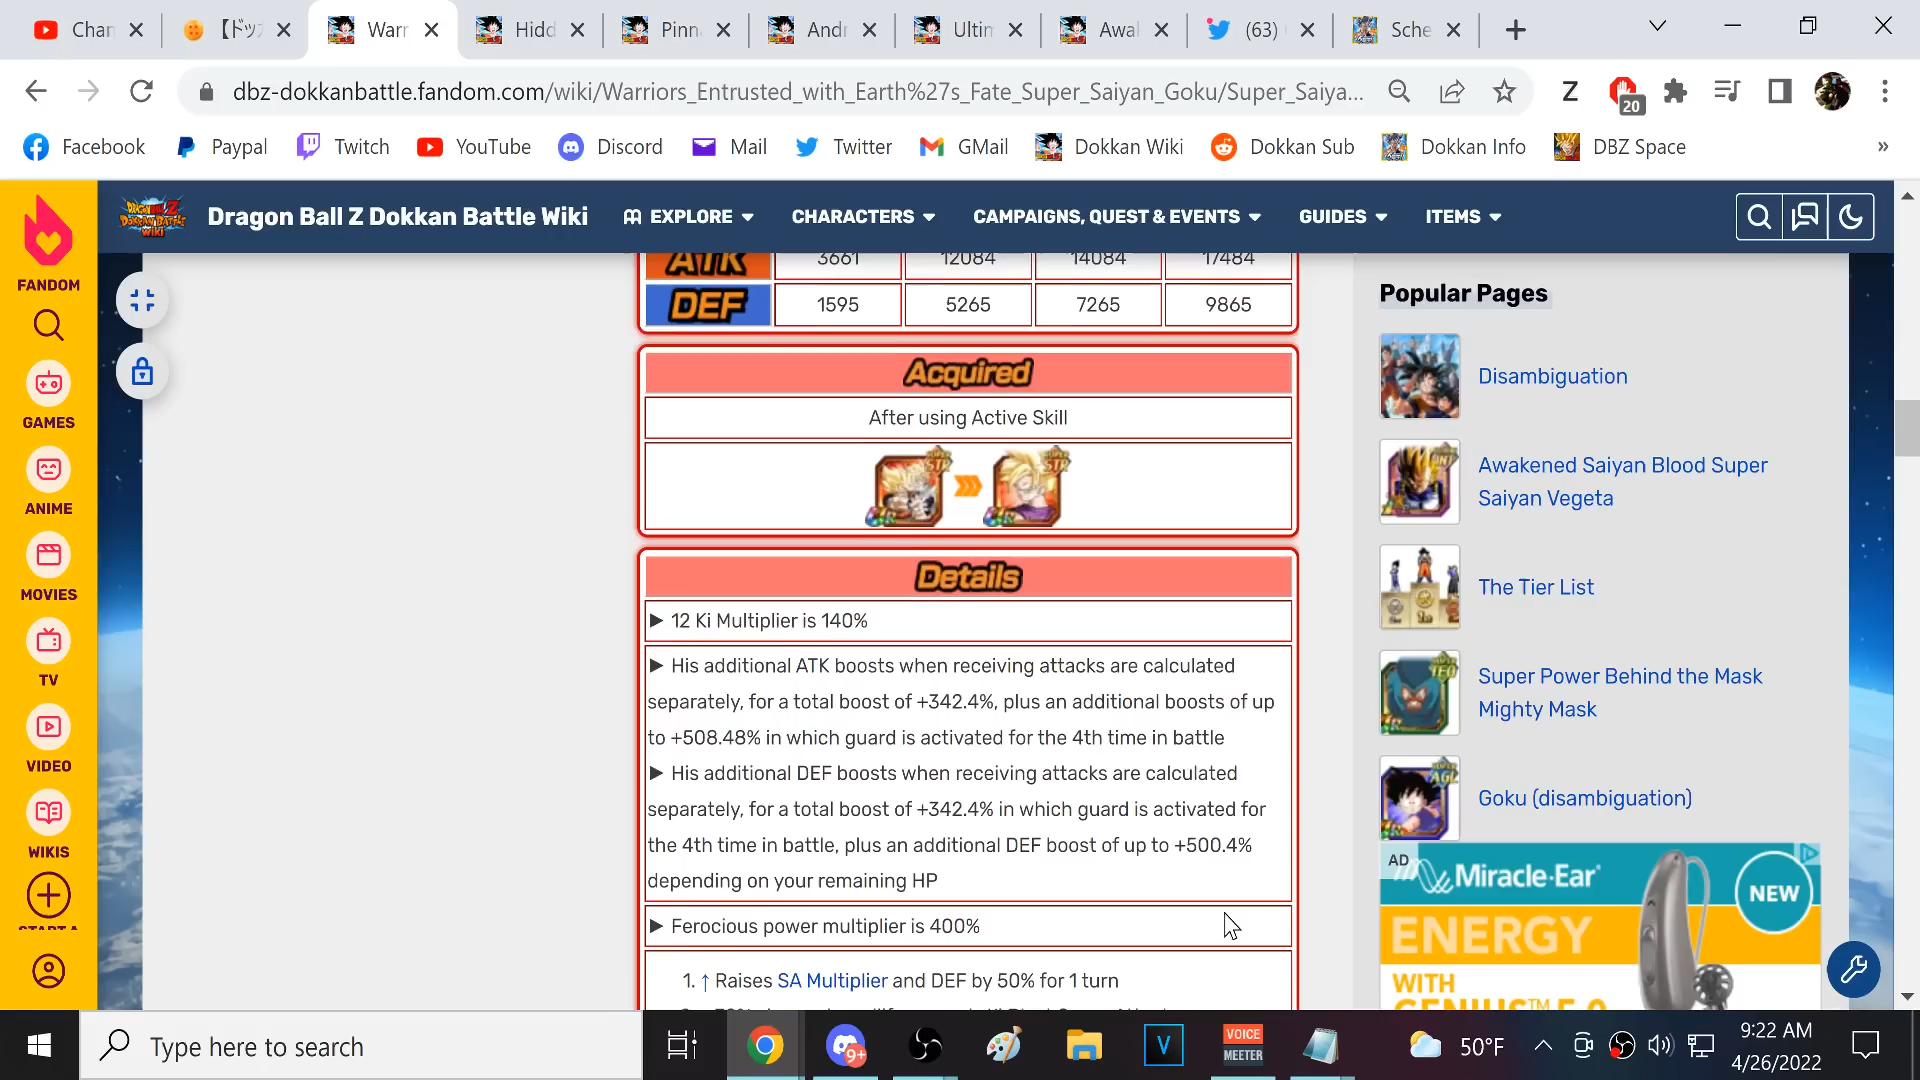 Chan
【ドッカ
Warr
Hidd
Pinn
Andr
Ultin
Awa
(63)
Sche
dbz-dokkanbattle.fandom.com/wiki/Warriors_Entrusted_with_Earth%27s_Fate_Super_Saiyan_Goku/Super_Saiya...
Z
20
Facebook
Paypal
Twitch
YouTube
Discord
Mail
Twitter
GMail
Dokkan Wiki
Dokkan Sub
Dokkan Info
DBZ Space
»
Dragon Ball Z Dokkan Battle Wiki
EXPLORE
CHARACTERS
CAMPAIGNS, QUEST & EVENTS
GUIDES
ITEMS
FANDOM
GAMES
ANIME
MOVIES
TV
VIDEO
WIKIS
START A
ATK 3661 12084 14084 17484
DEF 1595 5265 7265 9865
Acquired
After using Active Skill
Details
► 12 Ki Multiplier is 140%
► His additional ATK boosts when receiving attacks are calculated
separately, for a total boost of +342.4%, plus an additional boosts of up
to +508.48% in which guard is activated for the 4th time in battle
► His additional DEF boosts when receiving attacks are calculated
separately, for a total boost of +342.4% in which guard is activated for
the 4th time in battle, plus an additional DEF boost of up to +500.4%
depending on your remaining HP
► Ferocious power multiplier is 400%
1. ↑ Raises SA Multiplier and DEF by 50% for 1 turn
Popular Pages
Disambiguation
Awakened Saiyan Blood Super
Saiyan Vegeta
The Tier List
Super Power Behind the Mask
Mighty Mask
Goku (disambiguation)
AD
Miracle-Ear®
NEW
ENERGY
WITH
GENIUS™ 5.0
Type here to search
9+
V
VOICE
MEETER
50°F
9:22 AM
4/26/2022